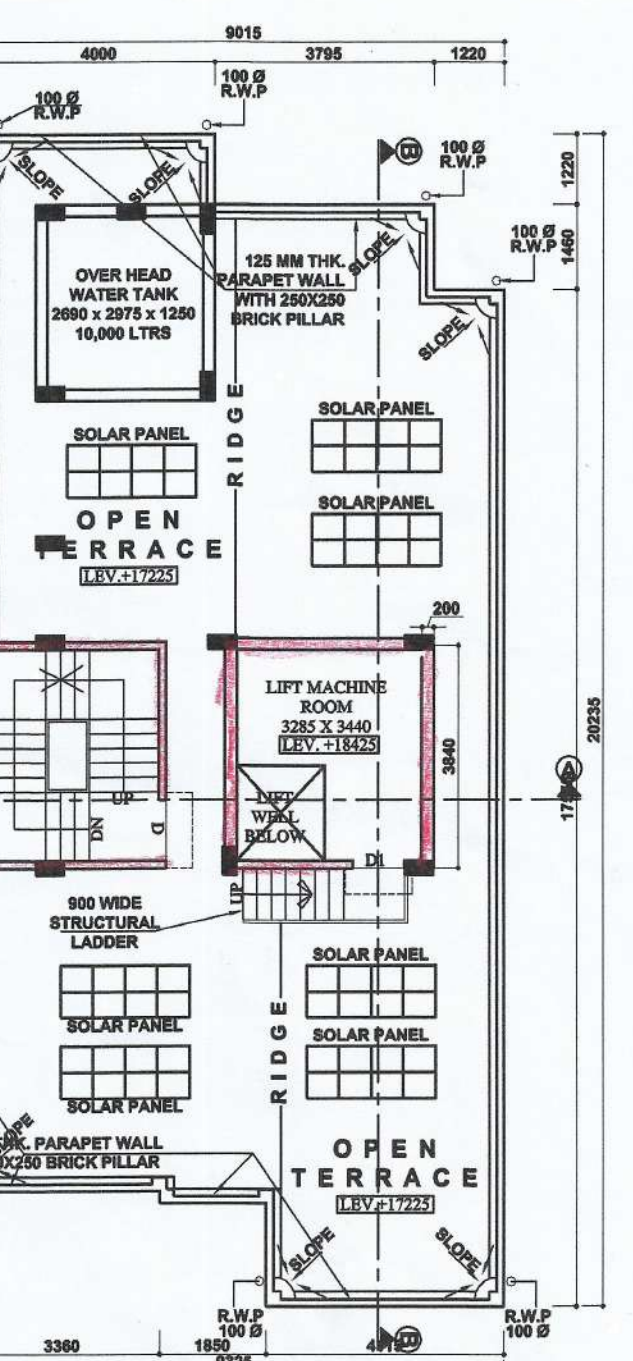 9015
4000
3795
1220
100 Ø
R.W.P
100 Ø
R.W.P
B
100 Ø
R.W.P
1220
SLOPE
SLOPE
SLOPE
100 Ø
R.W.P
1460
OVER HEAD
WATER TANK
2690 x 2975 x 1250
10,000 LTRS
125 MM THK.
PARAPET WALL
WITH 250X250
BRICK PILLAR
SLOPE
RIDGE
SOLAR PANEL
SOLAR PANEL
SOLAR PANEL
OPEN
TERRACE
LEV.+17225
200
LIFT MACHINE
ROOM
3285 X 3440
LEV. +18425
3840
20235
A
UP
DN
D
LIFT
WELL
BELOW
D1
UP
900 WIDE
STRUCTURAL
LADDER
SOLAR PANEL
SOLAR PANEL
SOLAR PANEL
SOLAR PANEL
RIDGE
PARAPET WALL
BRICK PILLAR
OPEN
TERRACE
LEV.+17225
SLOPE
SLOPE
R.W.P
100 Ø
B
R.W.P
100 Ø
3360
1850